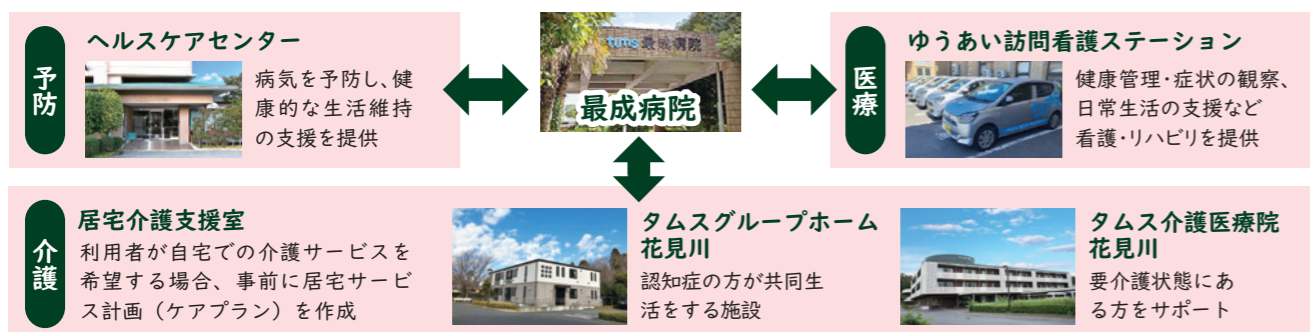 予防
ヘルスケアセンター
病気を予防し、健
康的な生活維持
の支援を提供
tums 最成病院
最成病院
医療
ゆうあい訪問看護ステーション
健康管理・症状の観察、
日常生活の支援など
看護・リハビリを提供
介護
居宅介護支援室
利用者が自宅での介護サービスを
希望する場合、事前に居宅サービ
ス計画（ケアプラン）を作成
タムスグループホーム
花見川
認知症の方が共同生
活をする施設
タムス介護医療院
花見川
要介護状態にあ
る方をサポート